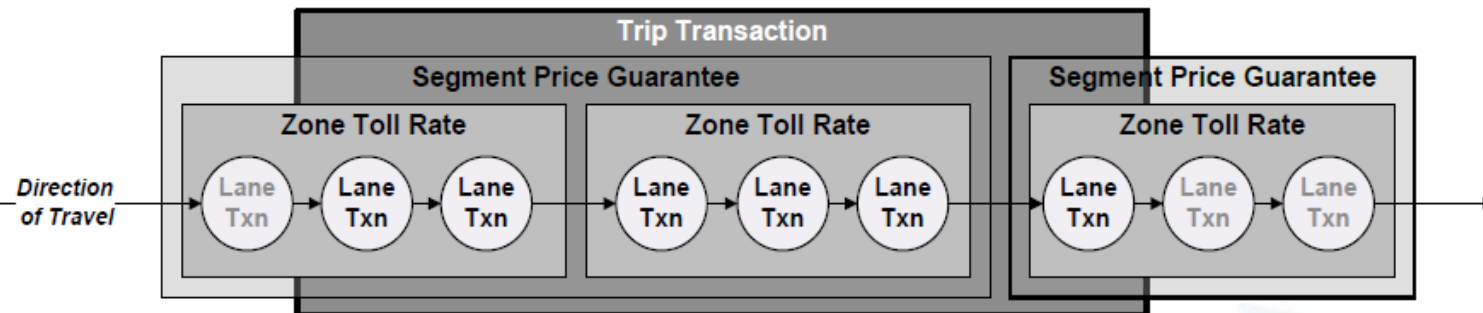 Trip Transaction
Segment Price Guarantee
Segment Price Guarantee
Zone Toll Rate
Zone Toll Rate
Zone Toll Rate
Direction
of Travel
Lane
Txn
Lane
Txn
Lane
Txn
Lane
Txn
Lane
Txn
Lane
Txn
Lane
Txn
Lane
Txn
Lane
Txn